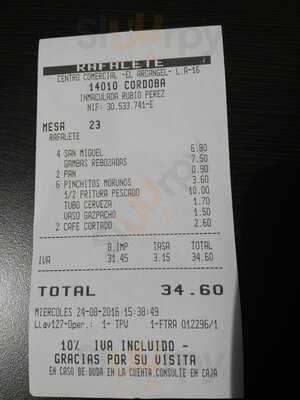 RAFALETE
CENTRO COMERCIAL -EL ARCANGEL- L.A-16
14010 CORDOBA
INMACULADA RUBIO PEREZ
NIF: 30.533.741-E
MESA 23
RAFALETE
4 SAN MIGUEL 6.80
GAMBAS REBOZADAS 7.50
2 PAN 0.90
6 PINCHITOS MORUNOS 3.60
1/2 FRITURA PESCADO 10.00
TUBO CERVEZA 1.70
VASO GAZPACHO 1.50
2 CAFE CORTADO 2.60
B.IMP TASA TOTAL
IVA 31.45 3.15 34.60
TOTAL 34.60
MIERCOLES 24-08-2016 15:38:49
LLav127-Oper.: 1- TPV 1-FTRA 012296/1
10% IVA INCLUIDO -
GRACIAS POR SU VISITA
EN CASO DE DUDA EN LA CUENTA.CONSULTE EN CAJA